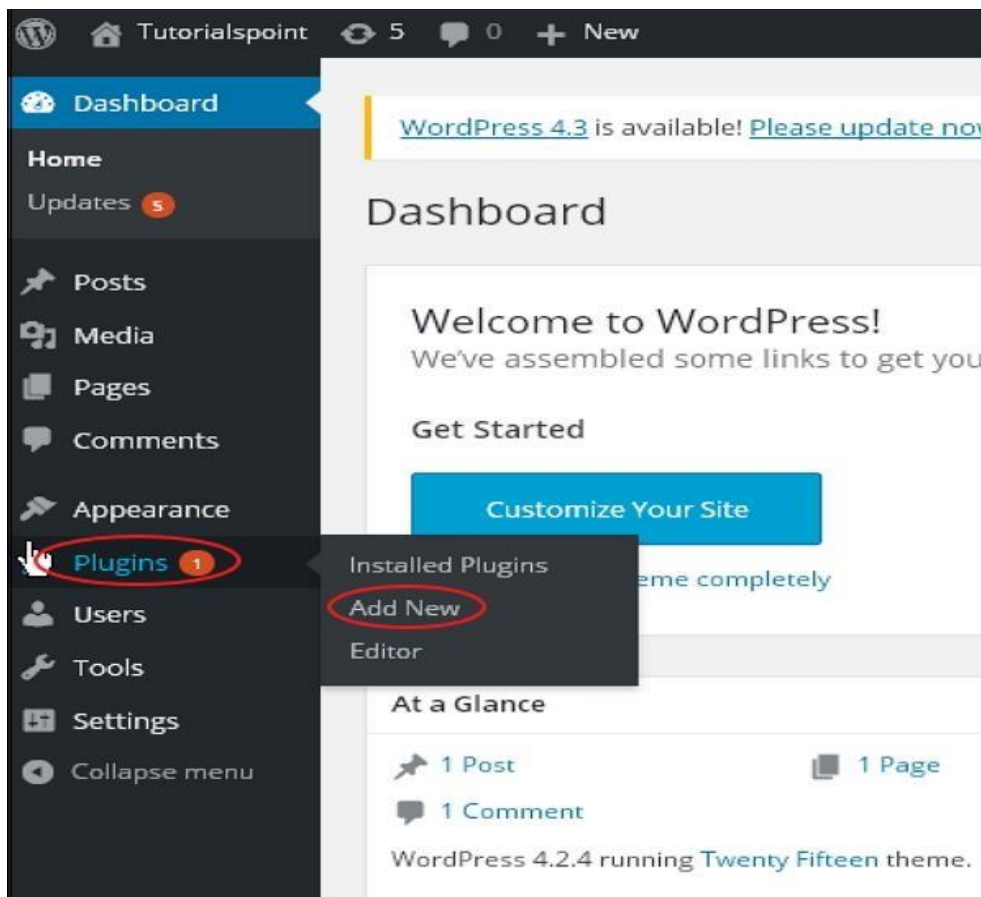 Tutorialspoint 5 0 + New
Dashboard
Home
Updates 5
Posts
Media
Pages
Comments
Appearance
Plugins 1
Users
Tools
Settings
Collapse menu
Installed Plugins
Add New
Editor
WordPress 4.3 is available! Please update now
Dashboard
Welcome to WordPress!
We've assembled some links to get you
Get Started
Customize Your Site
eme completely
At a Glance
1 Post 1 Page
1 Comment
WordPress 4.2.4 running Twenty Fifteen theme.